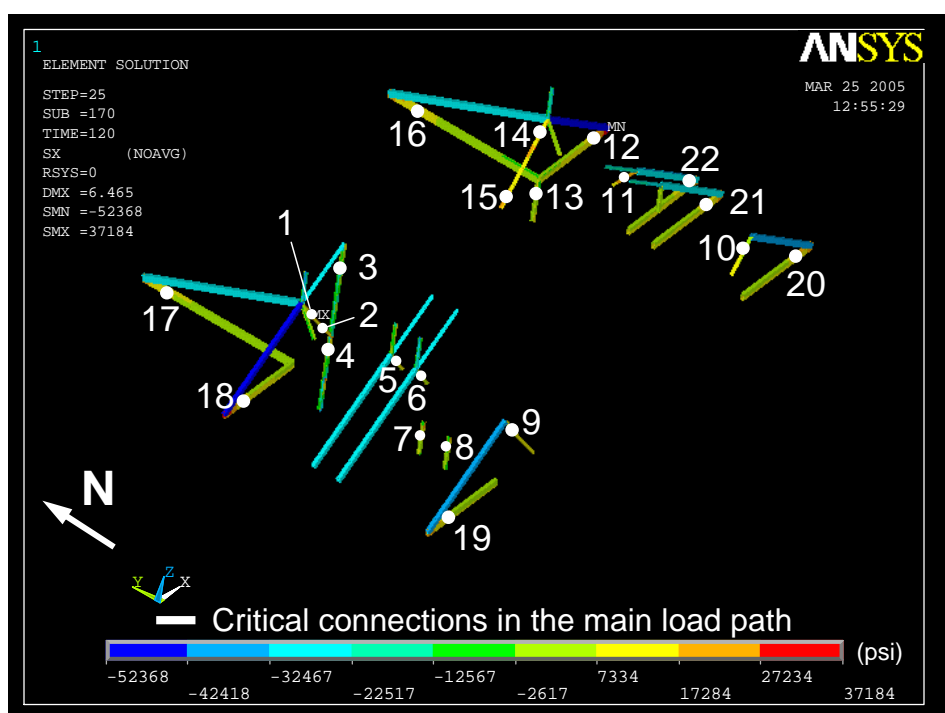 1
ANSYS
ELEMENT SOLUTION
MAR 25 2005
12:55:29
STEP=25
SUB =170
TIME=120
SX (NOAVG)
RSYS=0
DMX =6.465
SMN =-52368
SMX =37184
16
14
MN
12
15
13
11
22
21
10
20
1
3
MX
2
17
4
5
6
18
7
8
9
19
N
Y
Z
X
Critical connections in the main load path
(psi)
-52368 -32467 -12567 7334 27234
-42418 -22517 -2617 17284 37184